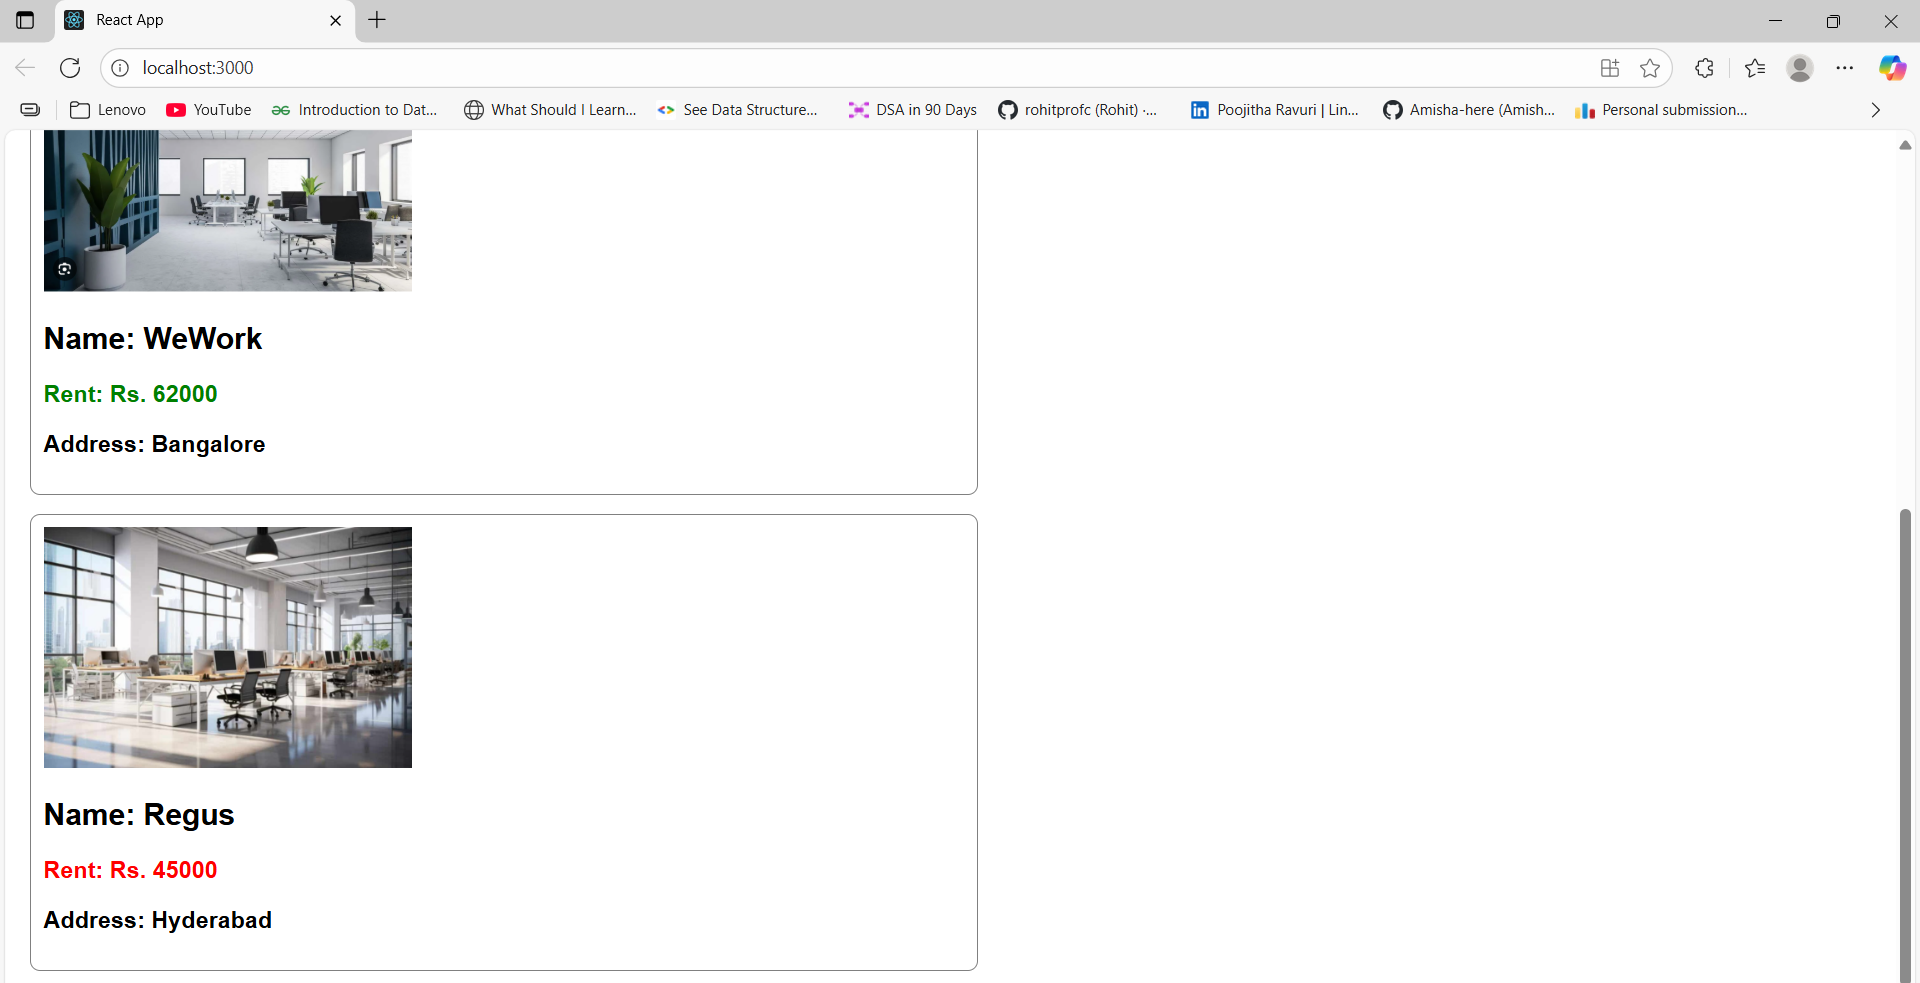 React App
localhost:3000
Lenovo
YouTube
Introduction to Dat...
What Should I Learn...
See Data Structure...
DSA in 90 Days
rohitprofc (Rohit) ·...
Poojitha Ravuri | Lin...
Amisha-here (Amish...
Personal submission...
Name: WeWork
Rent: Rs. 62000
Address: Bangalore
Name: Regus
Rent: Rs. 45000
Address: Hyderabad